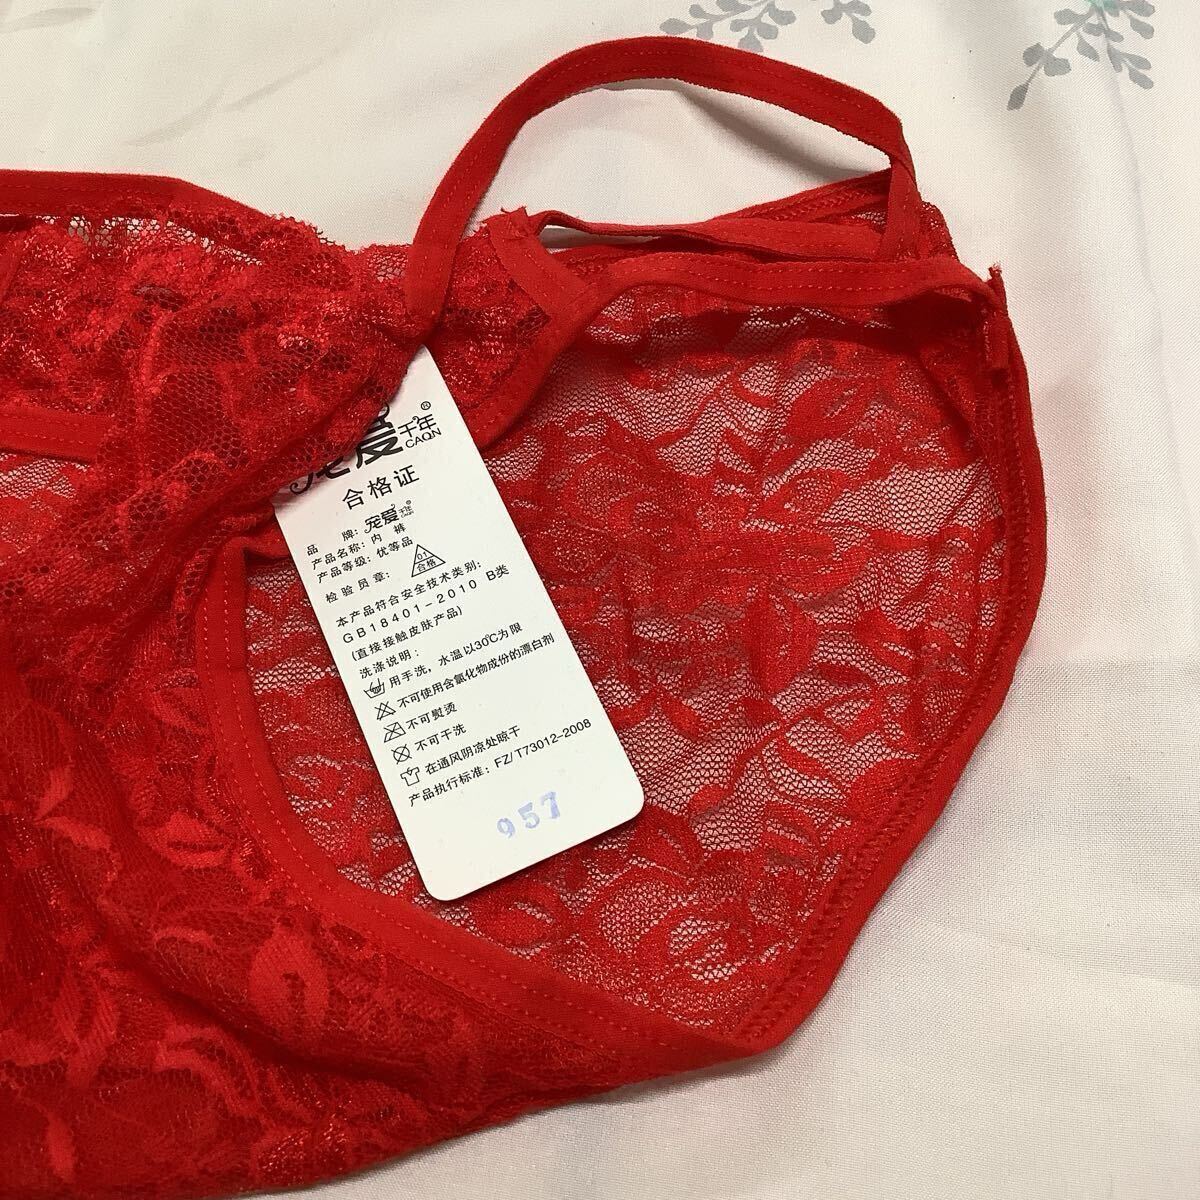 宠爱千年®
CAQN
合格证
品 牌：宠爱千年®
产品名称：内 裤
产品等级：优等品
检验员章：01 合格
本产品符合安全技术类别：
GB18401-2010 B类
(直接接触皮肤产品)
洗涤说明：
用手洗，水温以30℃为限
不可使用含氯化物成份的漂白剂
不可熨烫
不可干洗
在通风阴凉处晾干
产品执行标准：FZ/T73012-2008
957